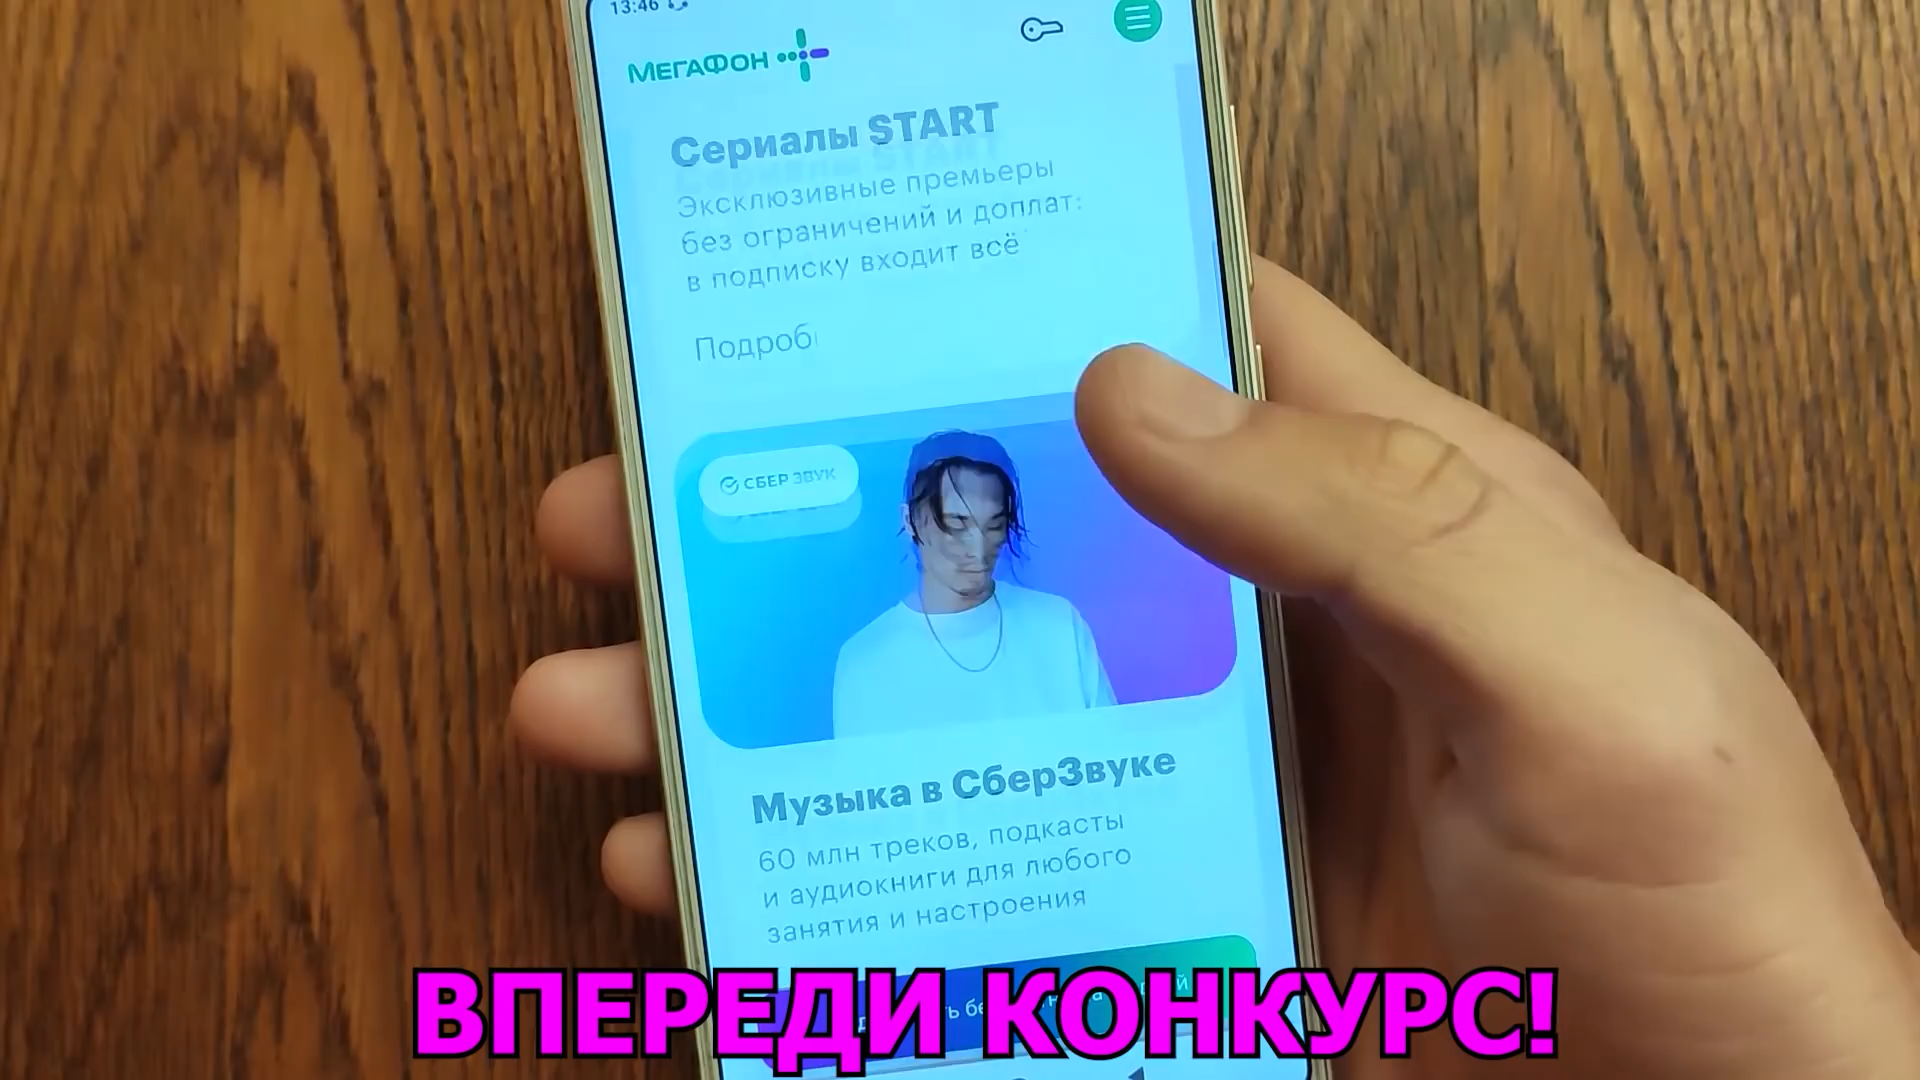 13:46
МЕГАФОН
Сериалы START
Эксклюзивные премьеры
без ограничений и доплат:
в подписку входит всё
Подроб
СБЕР ЗВУК
Музыка в СберЗвуке
60 млн треков, подкасты
и аудиокниги для любого
занятия и настроения
ВПЕРЕДИ КОНКУРС!